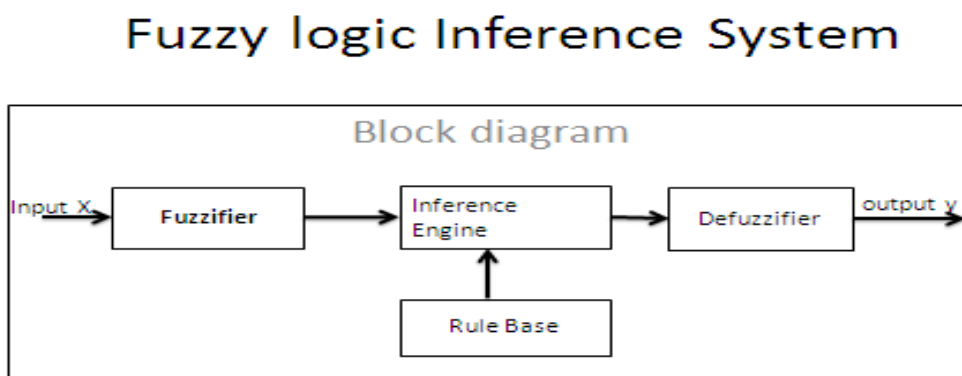 Fuzzy logic Inference System
Block diagram
Input X
Fuzzifier
Inference
Engine
Defuzzifier
output y
Rule Base